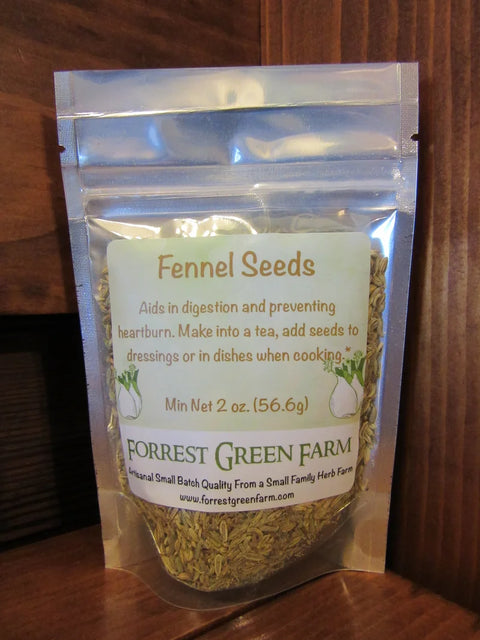 Fennel Seeds
Aids in digestion and preventing
heartburn. Make into a tea, add seeds to
dressings or in dishes when cooking.*
Min Net 2 oz. (56.6g)
FORREST GREEN FARM
Artisanal Small Batch Quality From a Small Family Herb Farm
www.forrestgreenfarm.com